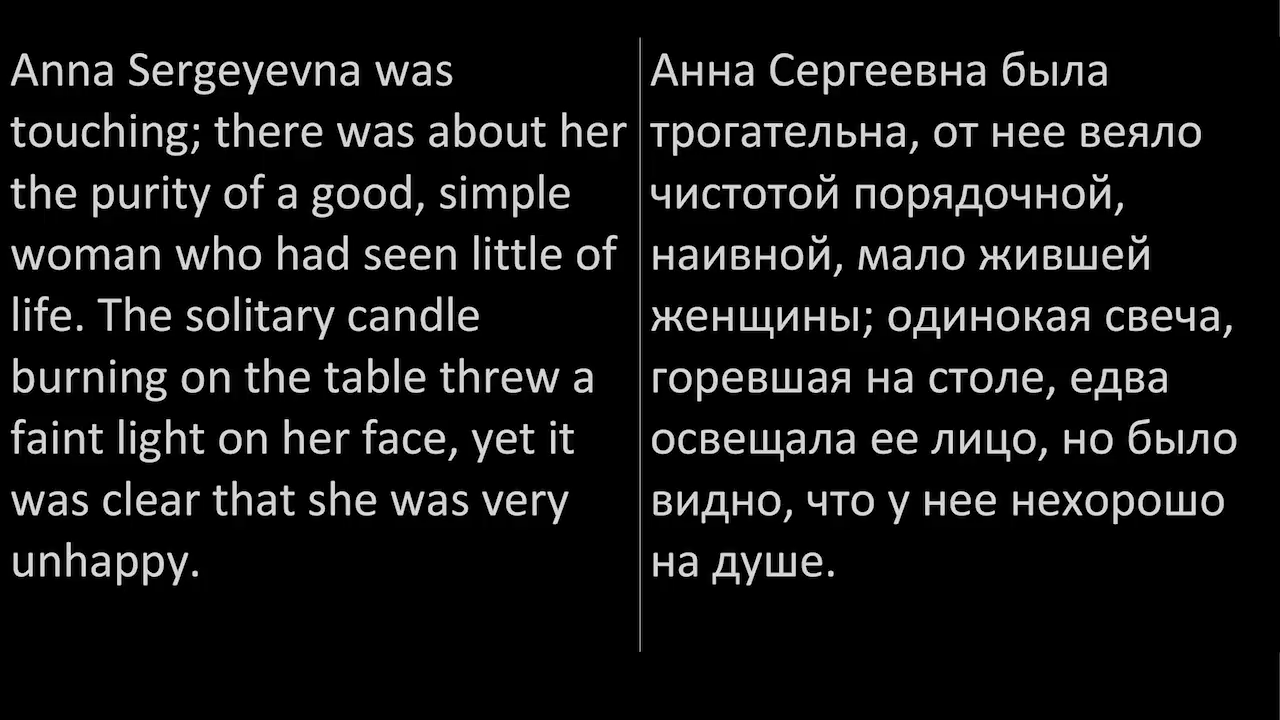 Anna Sergeyevna was
touching; there was about her
the purity of a good, simple
woman who had seen little of
life. The solitary candle
burning on the table threw a
faint light on her face, yet it
was clear that she was very
unhappy.
Анна Сергеевна была
трогательна, от нее веяло
чистотой порядочной,
наивной, мало жившей
женщины; одинокая свеча,
горевшая на столе, едва
освещала ее лицо, но было
видно, что у нее нехорошо
на душе.